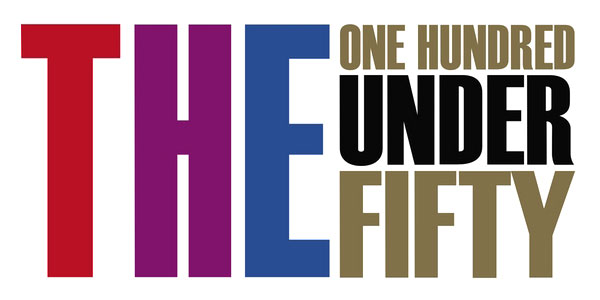 THE
ONE HUNDRED
UNDER
FIFTY